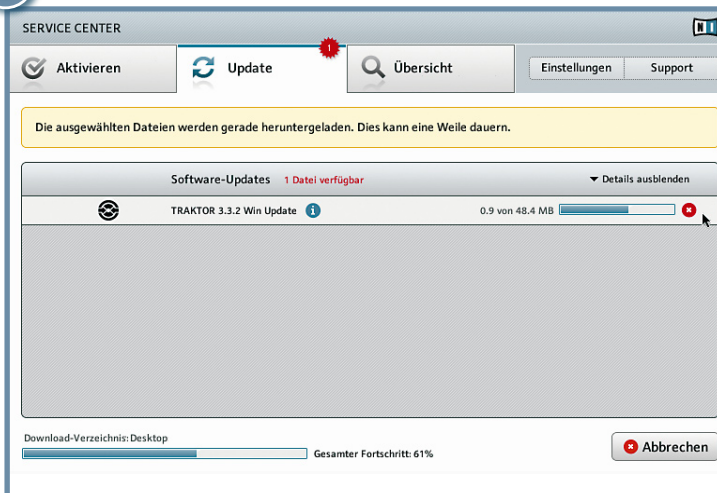 SERVICE CENTER
NI
1
Aktivieren
Update
Übersicht
Einstellungen
Support
Die ausgewählten Dateien werden gerade heruntergeladen. Dies kann eine Weile dauern.
Software-Updates 1 Datei verfügbar
Details ausblenden
TRAKTOR 3.3.2 Win Update i
0.9 von 48.4 MB
Download-Verzeichnis: Desktop
Gesamter Fortschritt: 61%
Abbrechen